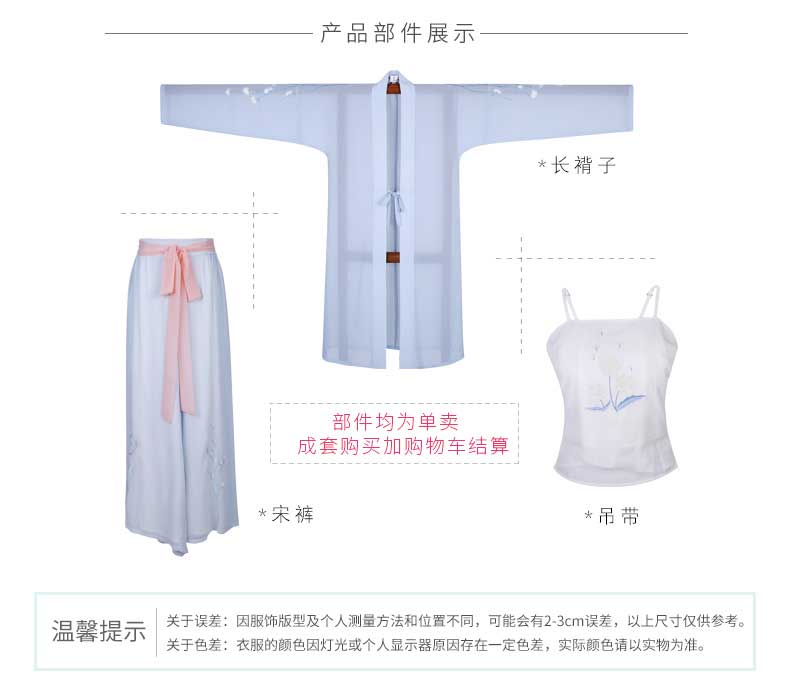 产品部件展示
*长褙子
部件均为单卖
成套购买加购物车结算
*宋裤
*吊带
温馨提示
关于误差：因服饰版型及个人测量方法和位置不同，可能会有2-3cm误差，以上尺寸仅供参考。
关于色差：衣服的颜色因灯光或个人显示器原因存在一定色差，实际颜色请以实物为准。